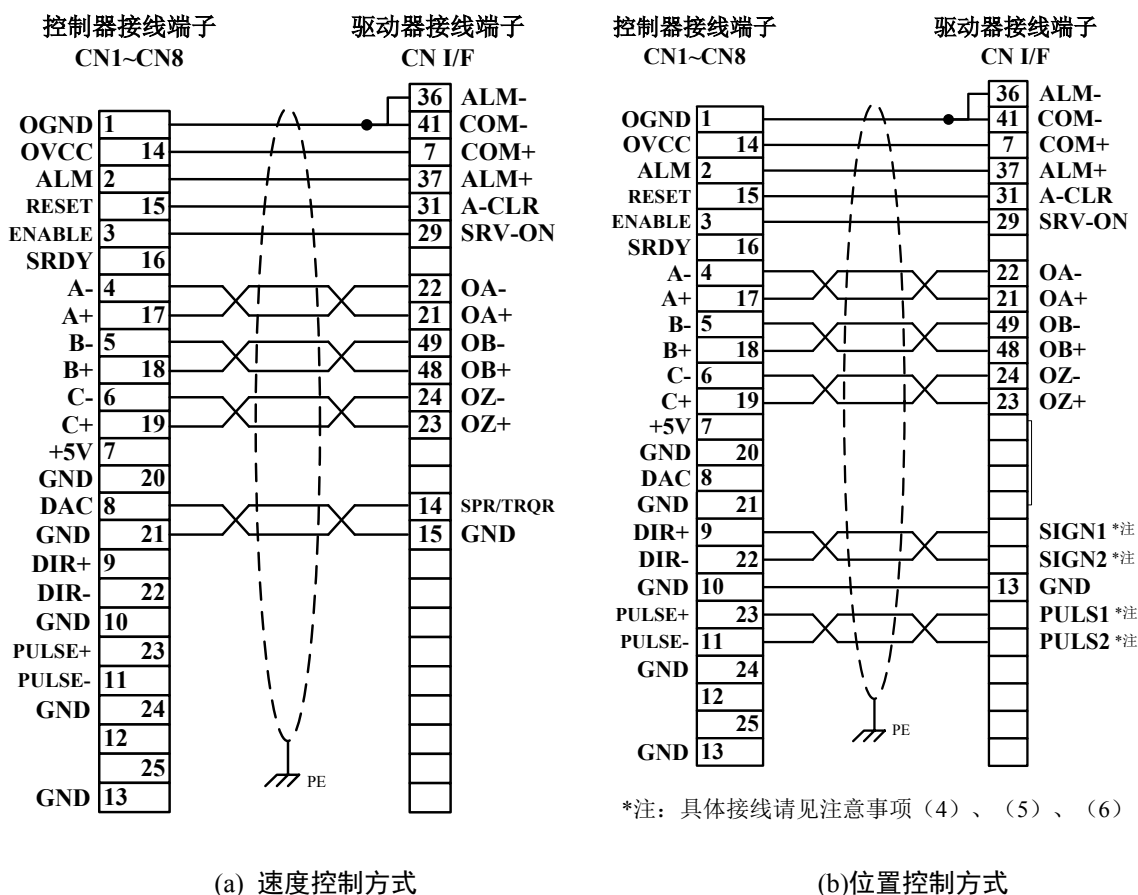 控制器接线端子 驱动器接线端子
CN1~CN8 CN I/F
36 ALM-
OGND 1 41 COM-
OVCC 14 7 COM+
ALM 2 37 ALM+
RESET 15 31 A-CLR
ENABLE 3 29 SRV-ON
SRDY 16
A- 4 22 OA-
A+ 17 21 OA+
B- 5 49 OB-
B+ 18 48 OB+
C- 6 24 OZ-
C+ 19 23 OZ+
+5V 7
GND 20
DAC 8 14 SPR/TRQR
GND 21 15 GND
DIR+ 9
DIR- 22
GND 10
PULSE+ 23
PULSE- 11
GND 24
12
25
GND 13
PE
(a) 速度控制方式
控制器接线端子 驱动器接线端子
CN1~CN8 CN I/F
36 ALM-
OGND 1 41 COM-
OVCC 14 7 COM+
ALM 2 37 ALM+
RESET 15 31 A-CLR
ENABLE 3 29 SRV-ON
SRDY 16
A- 4 22 OA-
A+ 17 21 OA+
B- 5 49 OB-
B+ 18 48 OB+
C- 6 24 OZ-
C+ 19 23 OZ+
+5V 7
GND 20
DAC 8
GND 21
DIR+ 9 SIGN1 *注
DIR- 22 SIGN2 *注
GND 10 13 GND
PULSE+ 23 PULS1 *注
PULSE- 11 PULS2 *注
GND 24
12
25
GND 13
PE
*注：具体接线请见注意事项（4）、（5）、（6）
(b)位置控制方式